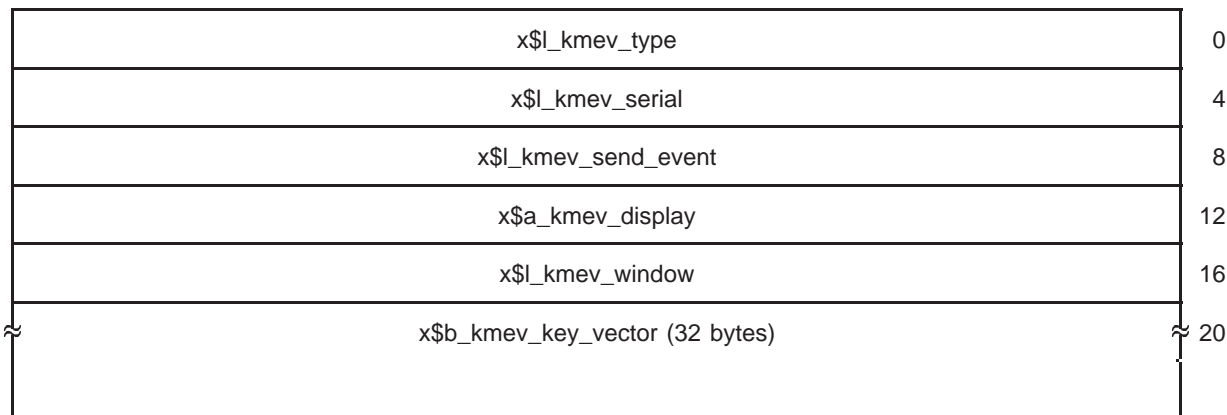 x$l_kmev_type 0
x$l_kmev_serial 4
x$l_kmev_send_event 8
x$a_kmev_display 12
x$l_kmev_window 16
x$b_kmev_key_vector (32 bytes) 20